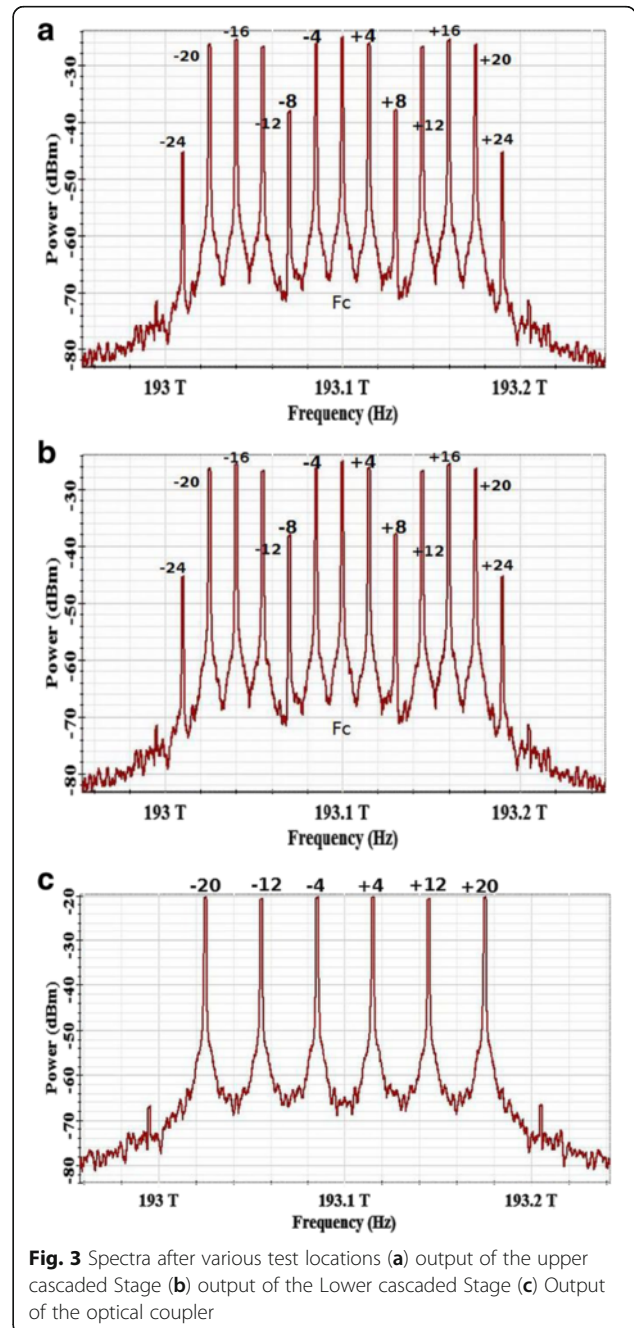 a
-16 -4 +4 +16
-20 +20
-30
-8 +8
-12 +12
-40
-24 +24
-50
-60
-70
Fc
-80
Power (dBm)
193 T 193.1 T 193.2 T
Frequency (Hz)
b
-16 -4 +4 +16
-20 +20
-30
-8 +8
-12 +12
-40
-24 +24
-50
-60
-70
Fc
-80
Power (dBm)
193 T 193.1 T 193.2 T
Frequency (Hz)
c
-20 -12 -4 +4 +12 +20
-20
-30
-40
-50
-60
-70
-80
Power (dBm)
193 T 193.1 T 193.2 T
Frequency (Hz)
Fig. 3 Spectra after various test locations (a) output of the upper
cascaded Stage (b) output of the Lower cascaded Stage (c) Output
of the optical coupler